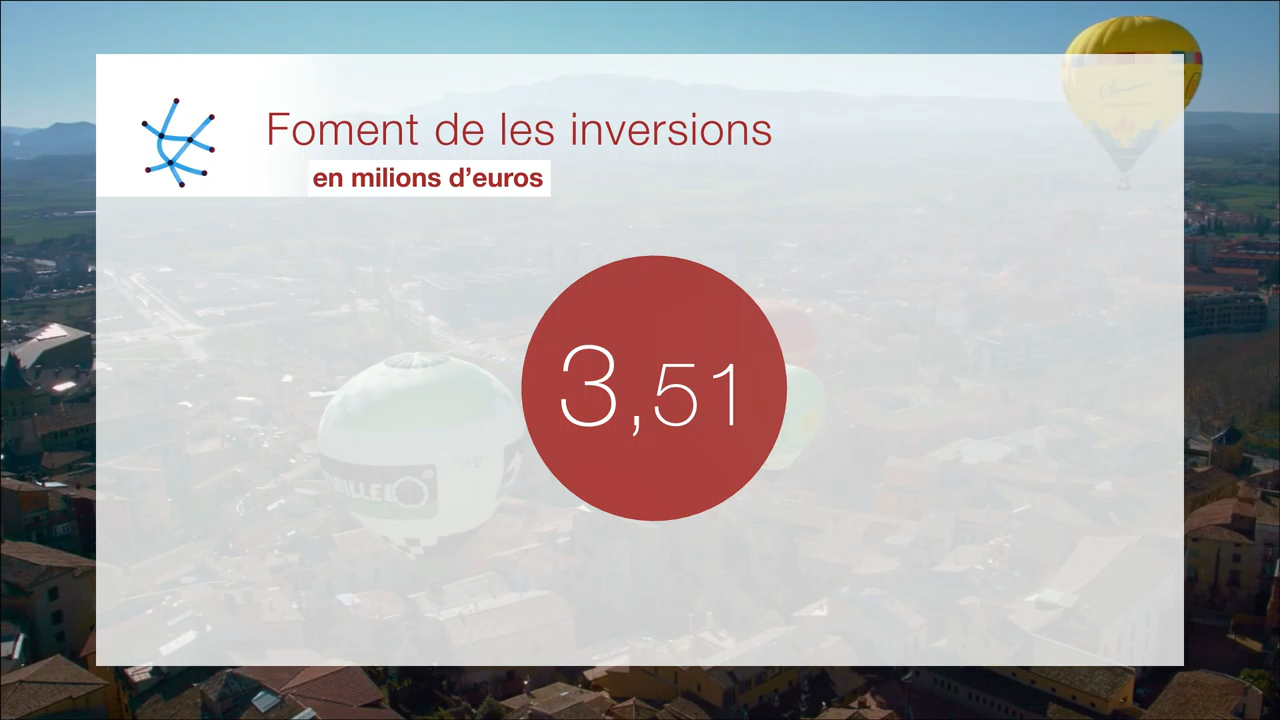 Foment de les inversions
en milions d’euros
3,51